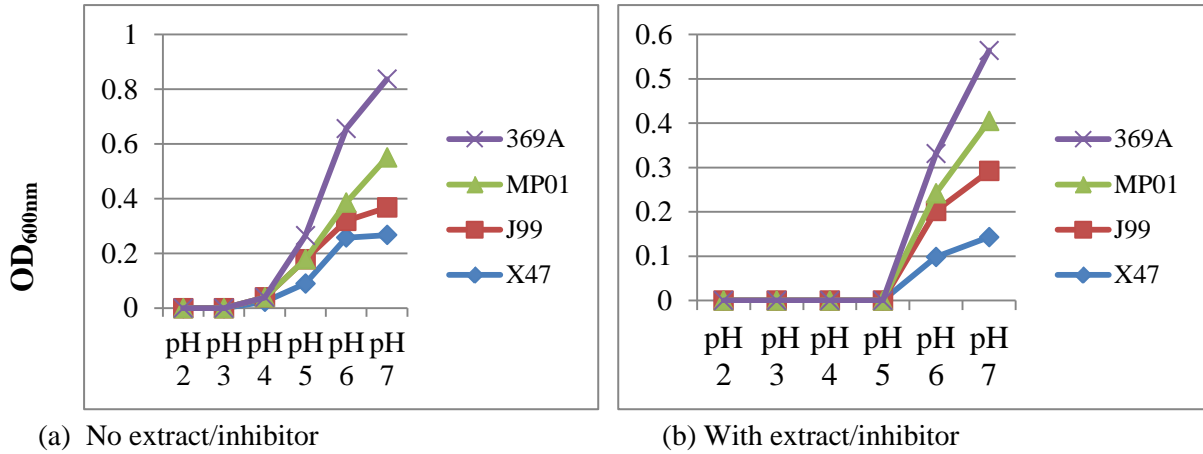 OD600nm
1
0.8
0.6
0.4
0.2
0
pH 2
pH 3
pH 4
pH 5
pH 6
pH 7
369A
MP01
J99
X47
(a) No extract/inhibitor
0.6
0.5
0.4
0.3
0.2
0.1
0
pH 2
pH 3
pH 4
pH 5
pH 6
pH 7
369A
MP01
J99
X47
(b) With extract/inhibitor